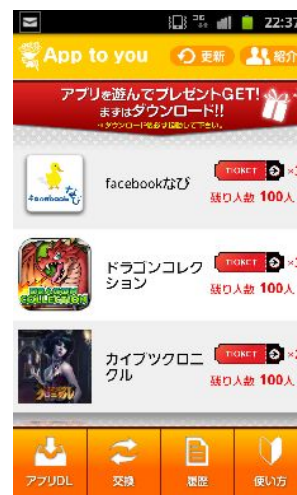 3G
22:37
App to you
更新
紹介
アプリを遊んでプレゼントGET!
まずはダウンロード!!
facebookなび
TICKET
残り人数 100人
ドラゴンコレク
ション
TICKET
残り人数 100人
DRAGON
COLLECTION
カイブツクロニ
クル
TICKET
残り人数 100人
アプリDL
交換
履歴
使い方